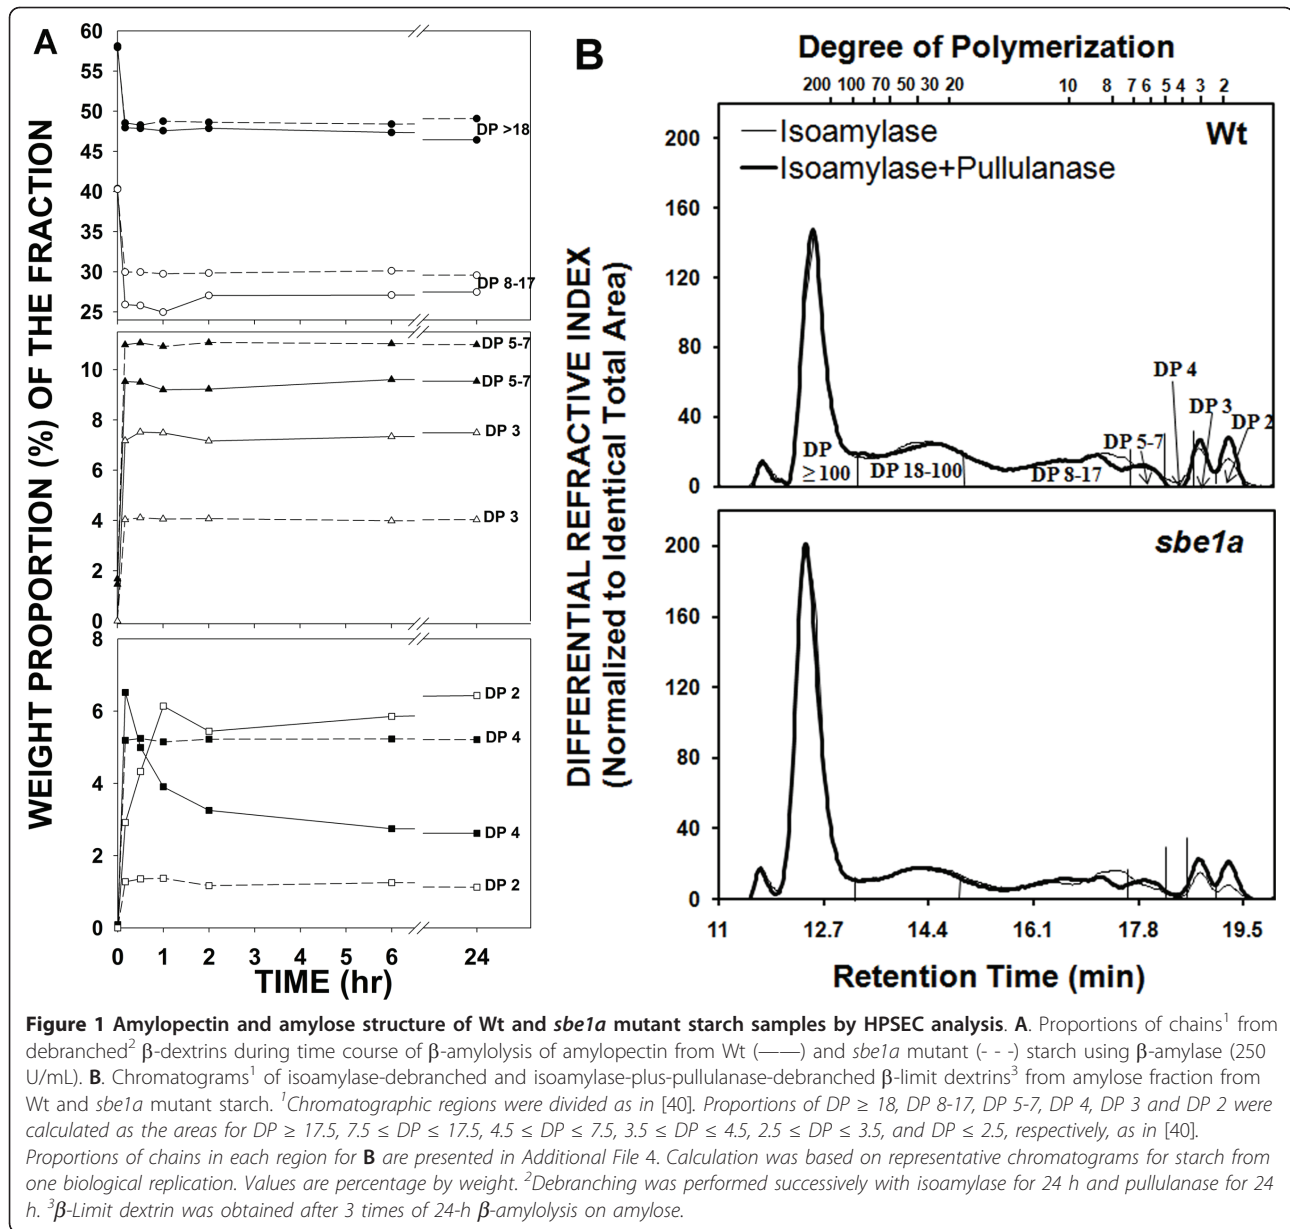 A
WEIGHT PROPORTION (%) OF THE FRACTION
60
55
50
45
40
35
30
25
DP >18
DP 8-17
10
8
6
4
2
0
DP 5-7
DP 5-7
DP 3
DP 3
8
6
4
2
0
DP 2
DP 4
DP 4
DP 2
0 1 2 6 24
TIME (hr)
B
Degree of Polymerization
200 100 70 50 30 20 10 8 7 6 5 4 3 2
DIFFERENTIAL REFRACTIVE INDEX
(Normalized to Identical Total Area)
200
160
120
80
40
0
Isoamylase
Isoamylase+Pullulanase
Wt
DP
≥ 100
DP 18-100
DP 8-17
DP 5-7
DP 4
DP 3
DP 2
200
160
120
80
40
0
sbe1a
11 12.7 14.4 16.1 17.8 19.5
Retention Time (min)
Figure 1 Amylopectin and amylose structure of Wt and sbe1a mutant starch samples by HPSEC analysis. A. Proportions of chains¹ from
debranched² β-dextrins during time course of β-amylolysis of amylopectin from Wt (——) and sbe1a mutant (- - -) starch using β-amylase (250
U/mL). B. Chromatograms¹ of isoamylase-debranched and isoamylase-plus-pullulanase-debranched β-limit dextrins³ from amylose fraction from
Wt and sbe1a mutant starch. ¹Chromatographic regions were divided as in [40]. Proportions of DP ≥ 18, DP 8-17, DP 5-7, DP 4, DP 3 and DP 2 were
calculated as the areas for DP ≥ 17.5, 7.5 ≤ DP ≤ 17.5, 4.5 ≤ DP ≤ 7.5, 3.5 ≤ DP ≤ 4.5, 2.5 ≤ DP ≤ 3.5, and DP ≤ 2.5, respectively, as in [40].
Proportions of chains in each region for B are presented in Additional File 4. Calculation was based on representative chromatograms for starch from
one biological replication. Values are percentage by weight. ²Debranching was performed successively with isoamylase for 24 h and pullulanase for 24
h. ³β-Limit dextrin was obtained after 3 times of 24-h β-amylolysis on amylose.